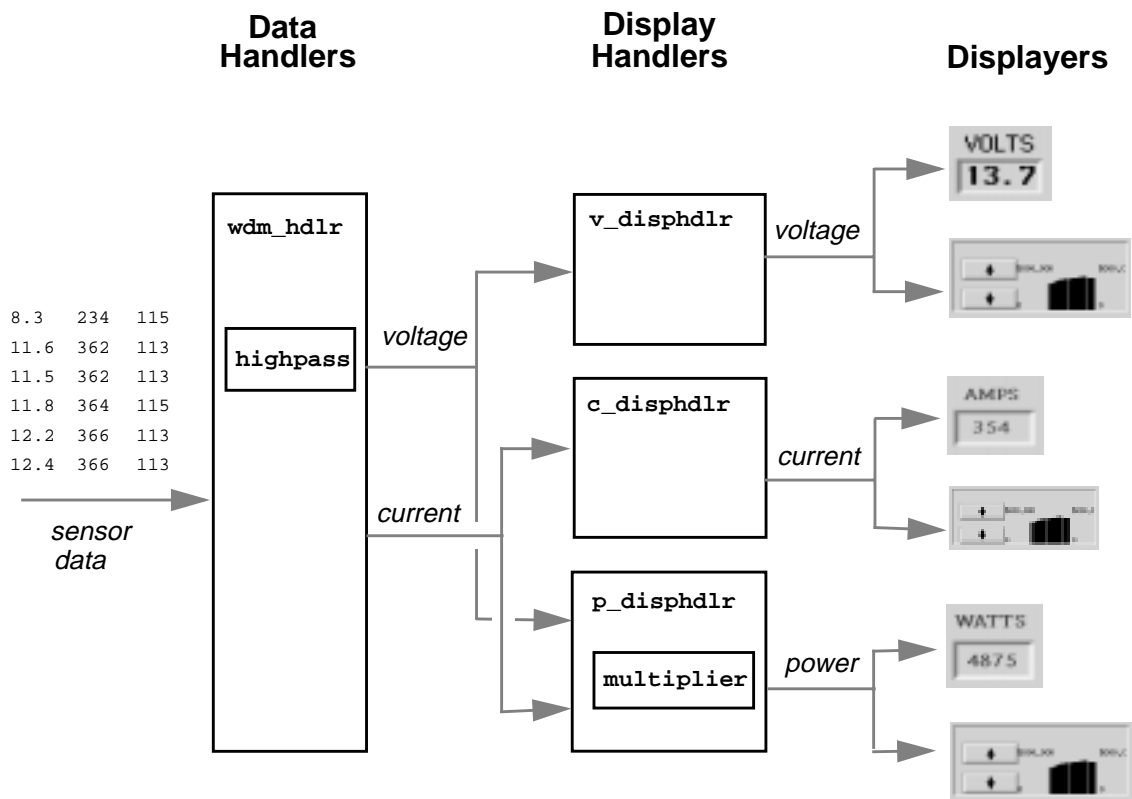 Data
Handlers
Display
Handlers
Displayers
wdm_hdlr
highpass
8.3 234 115
11.6 362 113
11.5 362 113
11.8 364 115
12.2 366 113
12.4 366 113
sensor
data
voltage
current
v_disphdlr
c_disphdlr
p_disphdlr
multiplier
voltage
current
power
VOLTS
13.7
AMPS
354
WATTS
4875